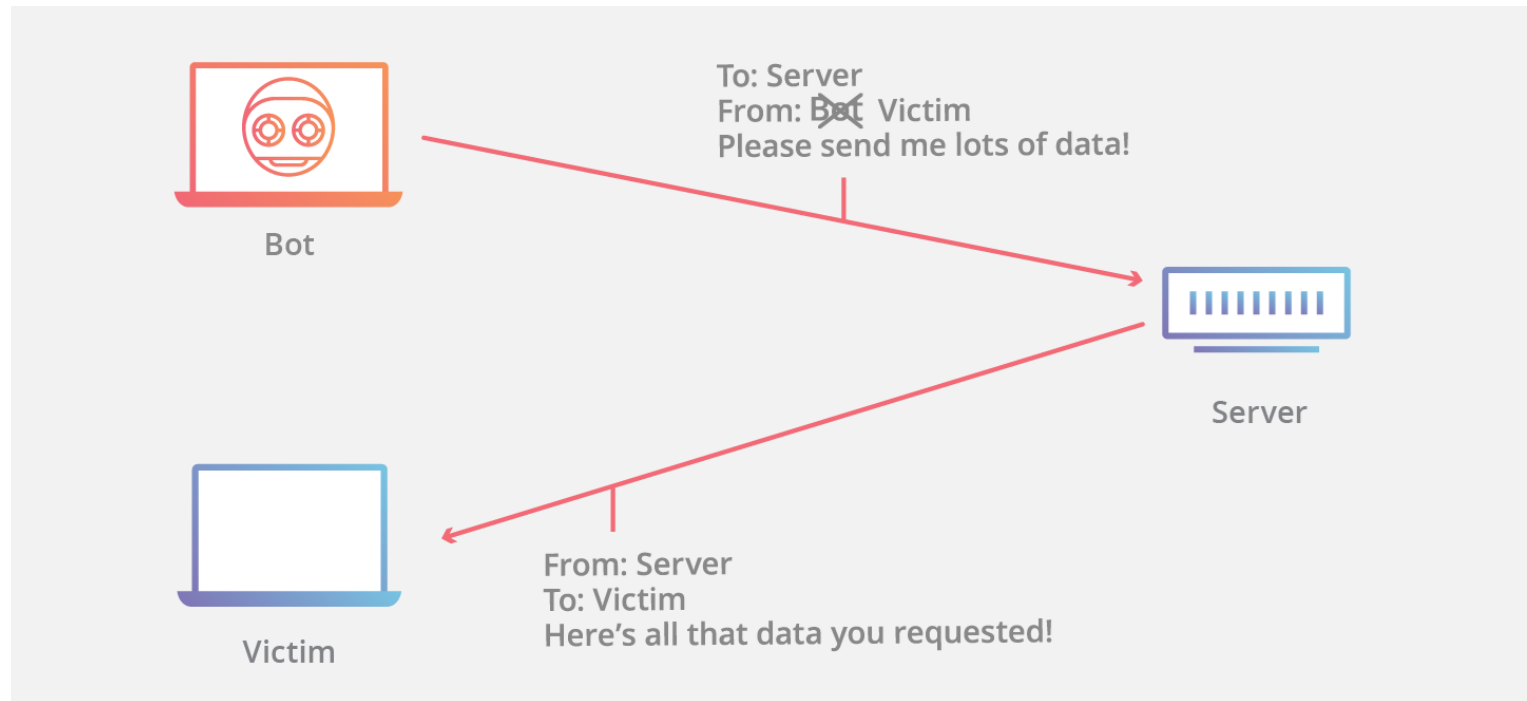 To: Server
From: Bot Victim
Please send me lots of data!
Bot
Server
From: Server
To: Victim
Here's all that data you requested!
Victim